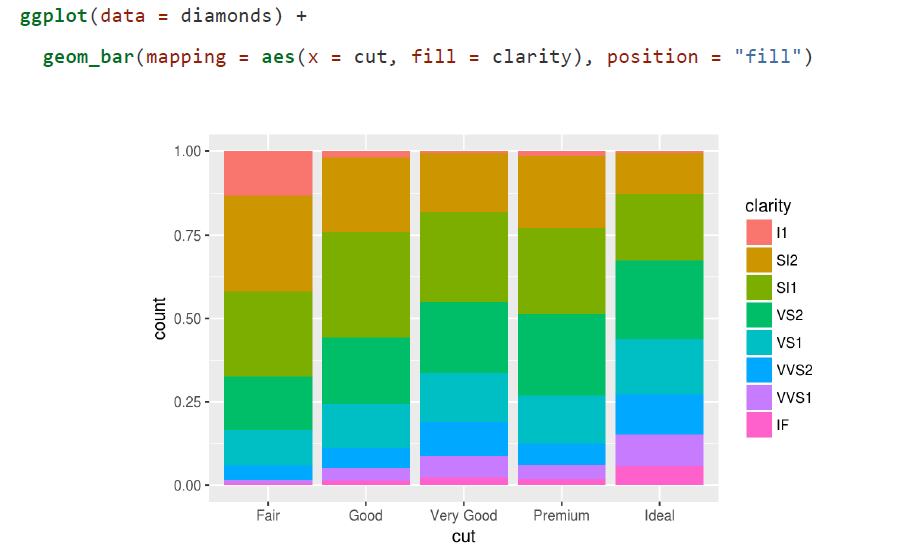 ggplot(data = diamonds) +
geom_bar(mapping = aes(x = cut, fill = clarity), position = "fill")
1.00
0.75
0.50
0.25
0.00
count
Fair Good Very Good Premium Ideal
cut
clarity
I1
SI2
SI1
VS2
VS1
VVS2
VVS1
IF